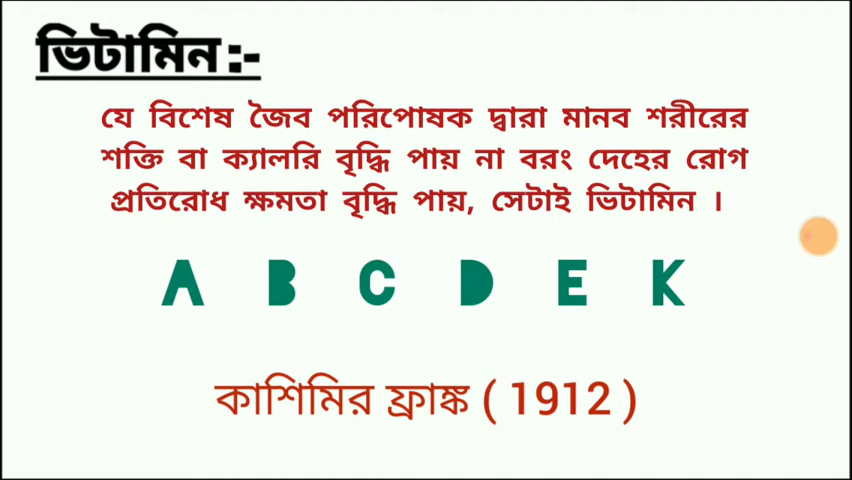 ভিটামিন :-
যে বিশেষ জৈব পরিপোষক দ্বারা মানব শরীরের
শক্তি বা ক্যালরি বৃদ্ধি পায় না বরং দেহের রোগ
প্রতিরোধ ক্ষমতা বৃদ্ধি পায়, সেটাই ভিটামিন ।
A B C D E K
কাশিমির ফ্রাঙ্ক ( 1912 )